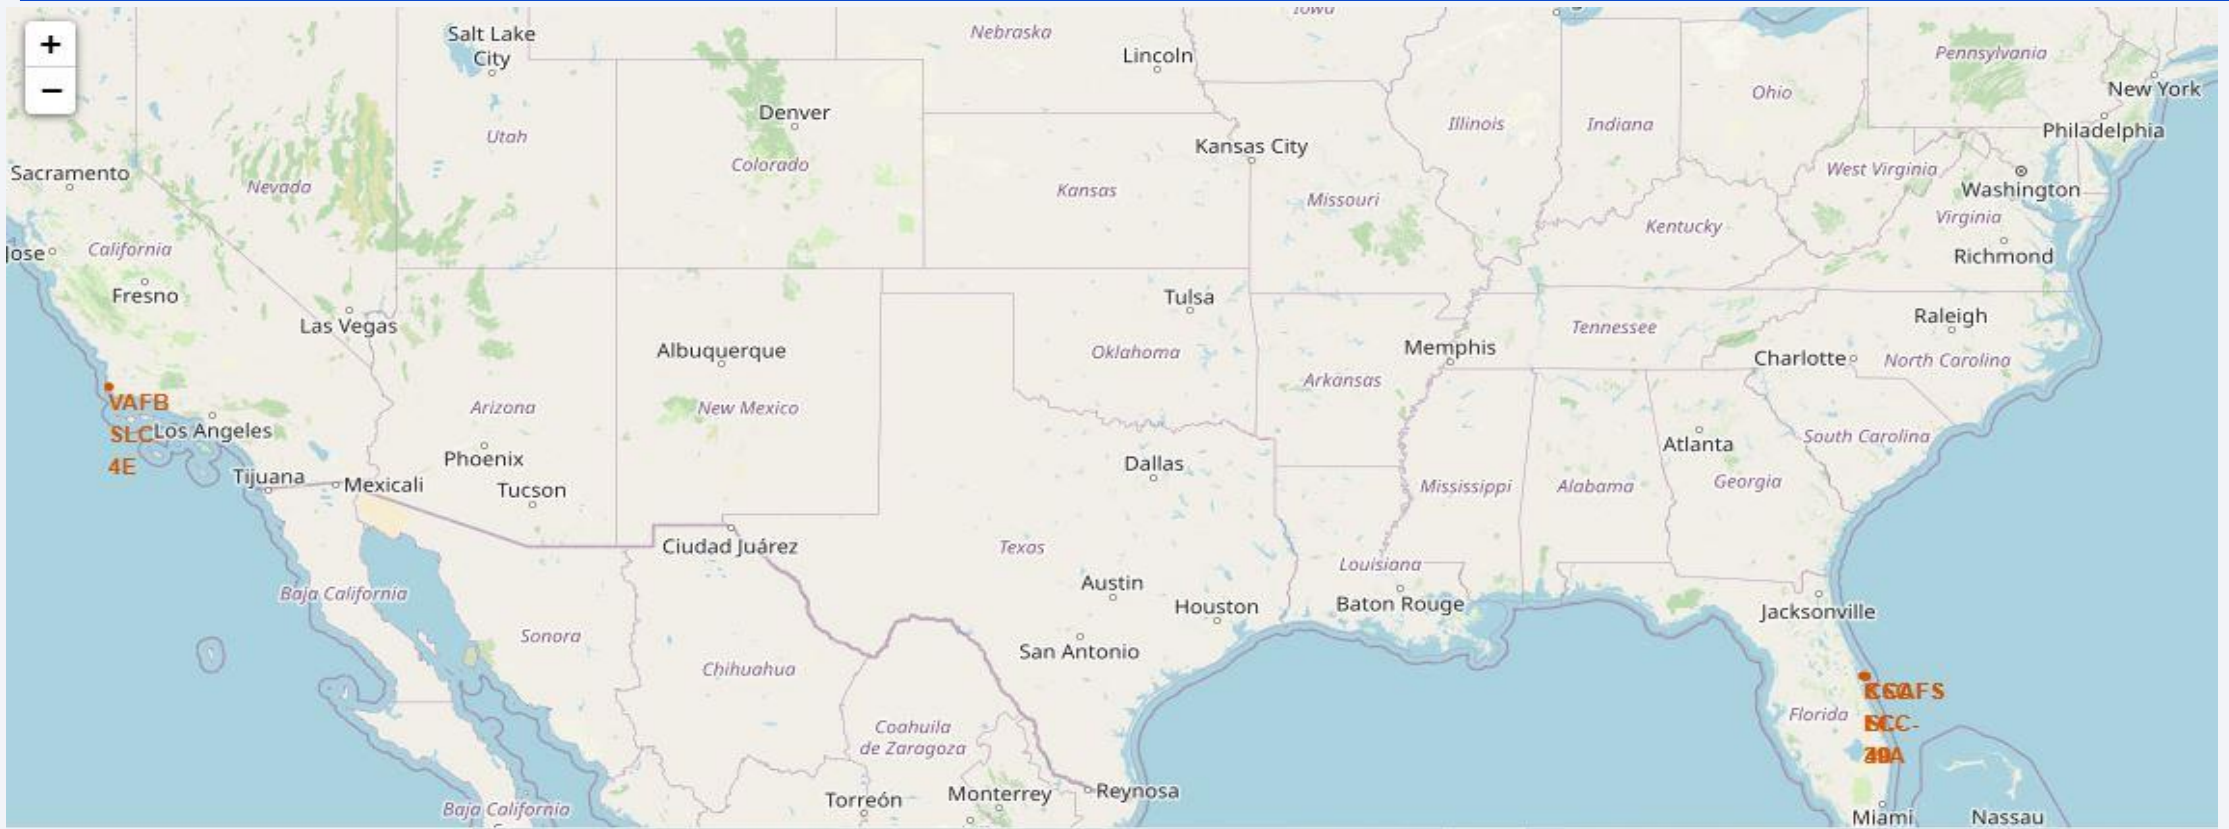 +
−
Salt Lake
City
Nebraska
Iowa
Lincoln
Pennsylvania
New York
Denver
Ohio
Utah
Colorado
Illinois
Indiana
Philadelphia
Kansas City
Sacramento
Nevada
Kansas
Missouri
West Virginia
Washington
Virginia
Kentucky
Jose
California
Richmond
Fresno
Las Vegas
Tulsa
Raleigh
Tennessee
Albuquerque
Oklahoma
Memphis
Charlotte
North Carolina
VAFB
SLC-
4E
Los Angeles
Arizona
New Mexico
Arkansas
South Carolina
Atlanta
Phoenix
Dallas
Tijuana
Mexicali
Tucson
Mississippi
Alabama
Georgia
Ciudad Juárez
Texas
Louisiana
Baja California
Austin
Houston
Baton Rouge
Jacksonville
Sonora
San Antonio
Chihuahua
Florida
Coahuila
de Zaragoza
Torreón
Monterrey
Reynosa
Baja California
Miami
Nassau